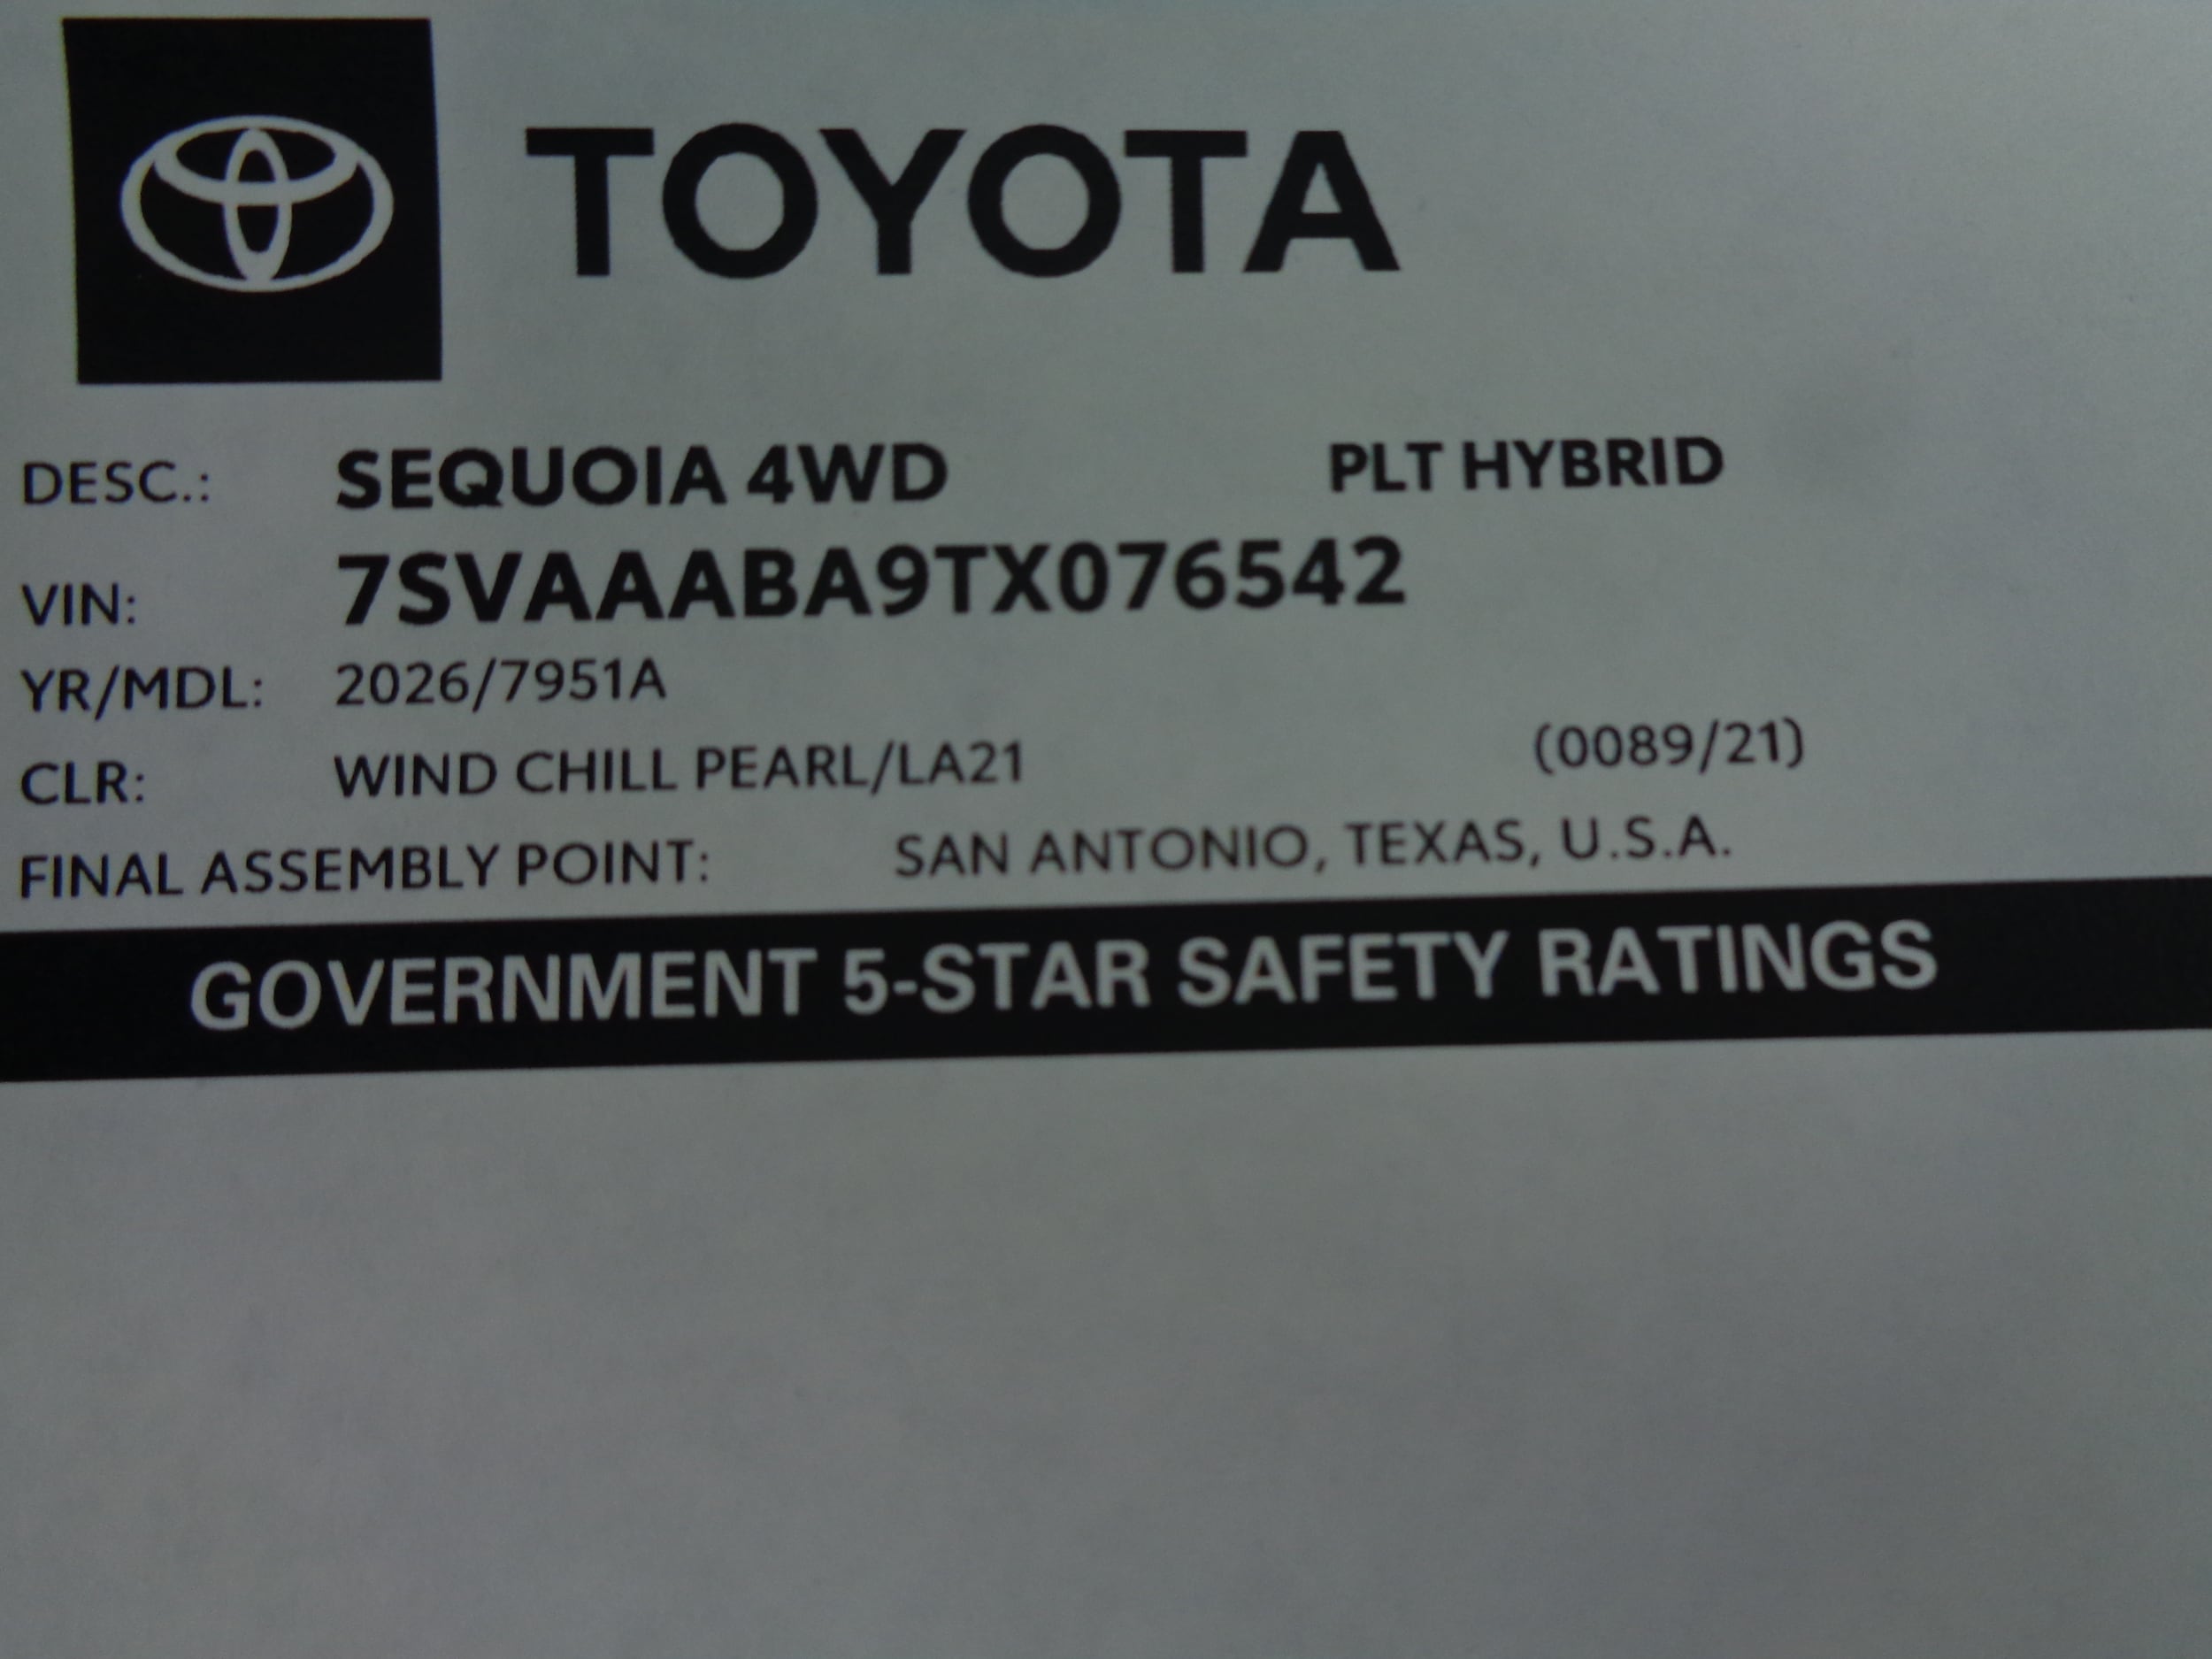 TOYOTA
DESC.: SEQUOIA 4WD PLT HYBRID
VIN: 7SVAAABA9TX076542
YR/MDL: 2026/7951A
CLR: WIND CHILL PEARL/LA21 (0089/21)
FINAL ASSEMBLY POINT: SAN ANTONIO, TEXAS, U.S.A.
GOVERNMENT 5-STAR SAFETY RATINGS